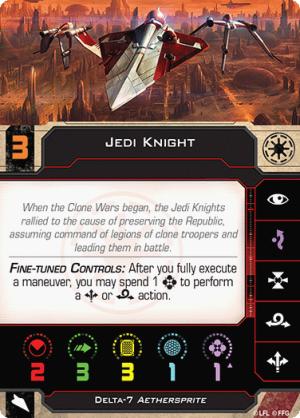 3
Jedi Knight
When the Clone Wars began, the Jedi Knights
rallied to the cause of preserving the Republic,
assuming command of legions of clone troopers and
leading them in battle.
Fine-tuned Controls: After you fully execute
a maneuver, you may spend 1 to perform
a or action.
2 3 3 1 1
Delta-7 Aethersprite
©LFL ©FFG